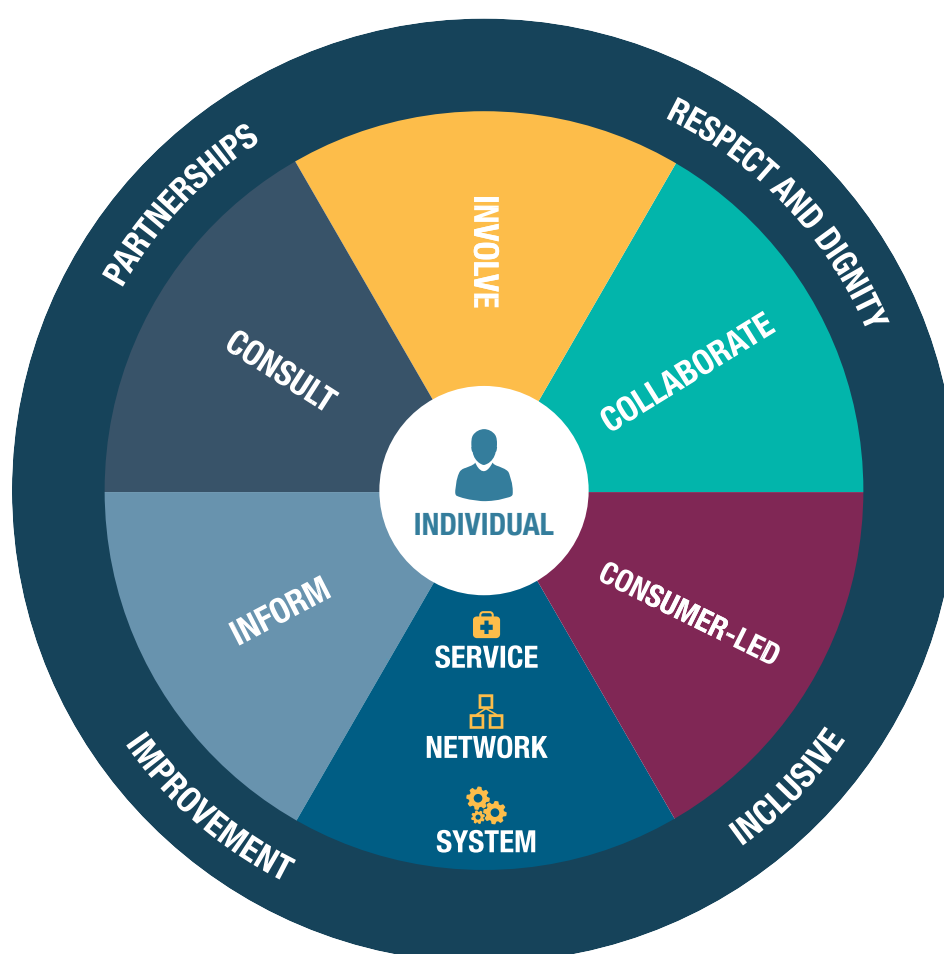 PARTNERSHIPS
RESPECT AND DIGNITY
INVOLVE
CONSULT
COLLABORATE
INDIVIDUAL
INFORM
CONSUMER-LED
SERVICE
NETWORK
SYSTEM
IMPROVEMENT
INCLUSIVE